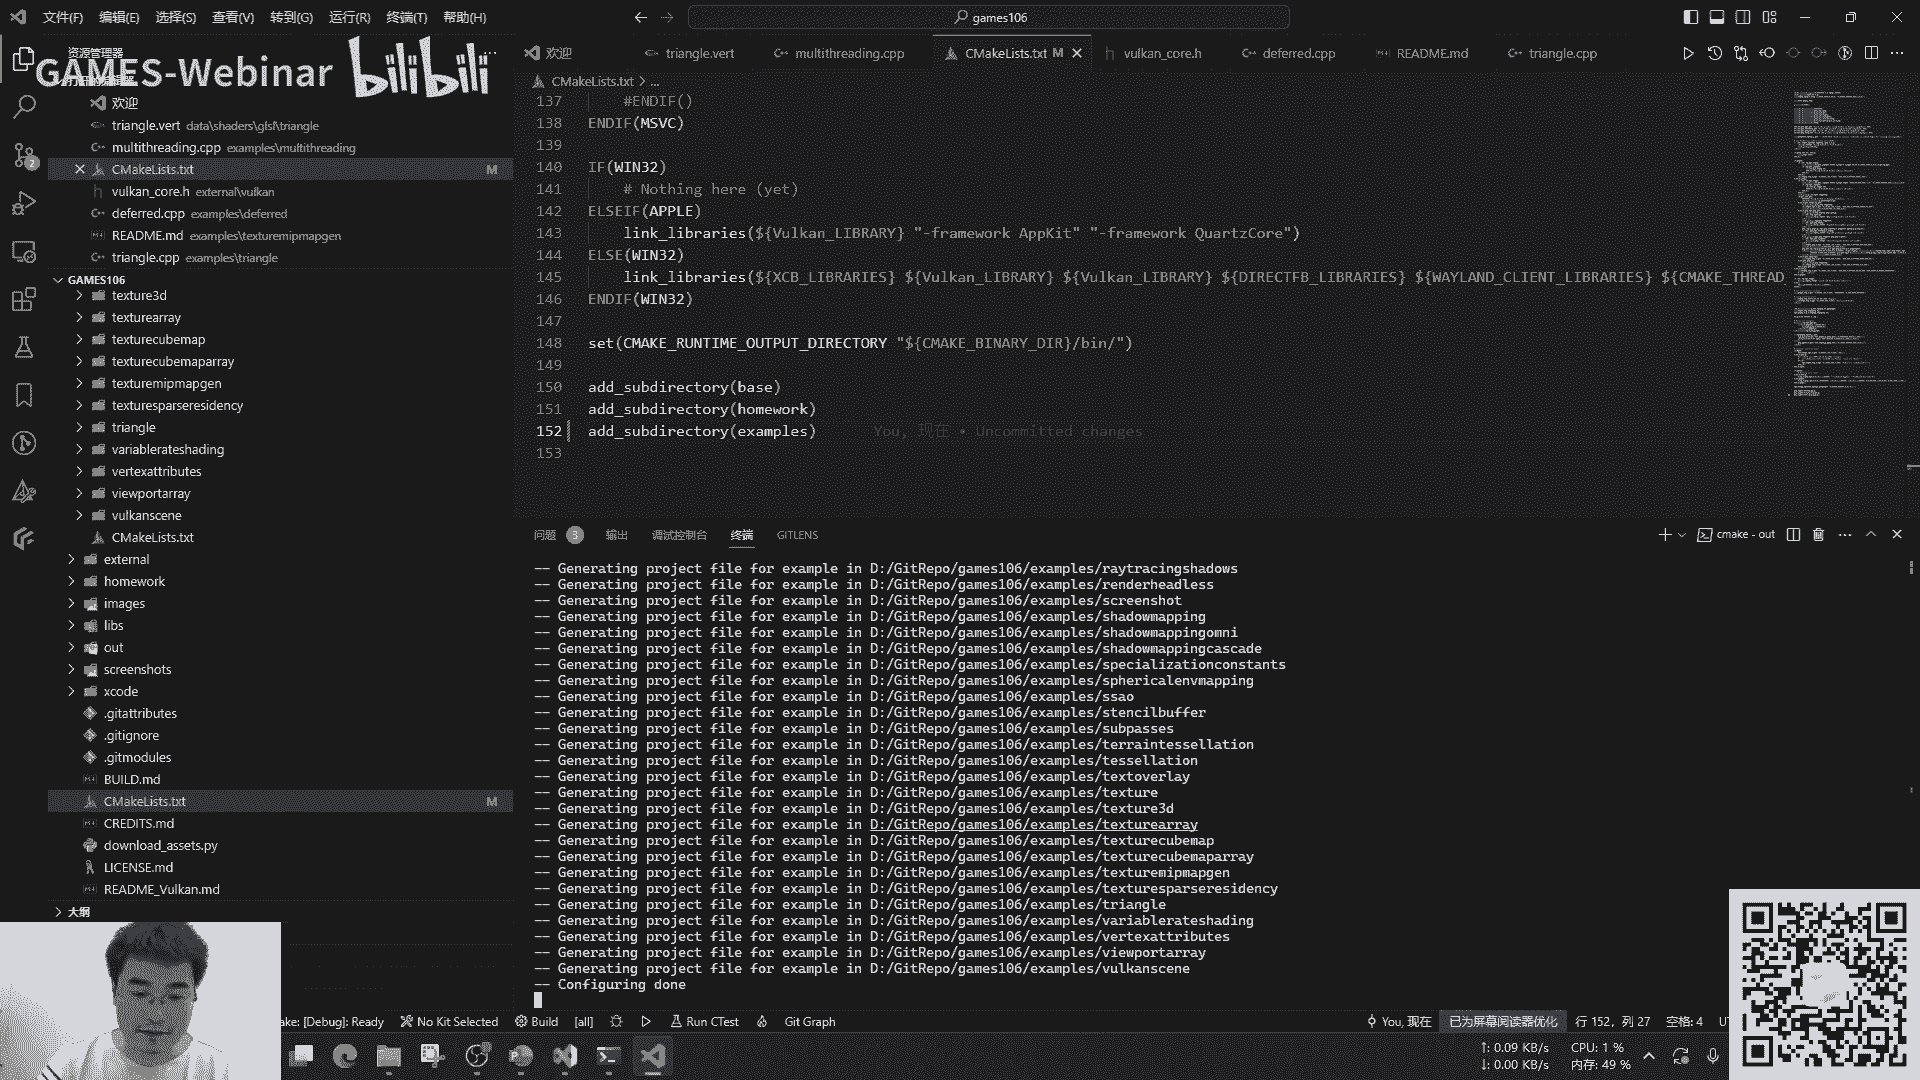 文件(F) 编辑(E) 选择(S) 查看(V) 转到(G) 运行(R) 终端(T) 帮助(H)
games106
资源管理器
GAMES-Webinar bilibili
欢迎
triangle.vert data\shaders\glsl\triangle
multithreading.cpp examples\multithreading
CMakeLists.txt M
vulkan_core.h external\vulkan
deferred.cpp examples\deferred
README.md examples\texturemipmapgen
triangle.cpp examples\triangle
GAMES106
texture3d
texturearray
texturecubemap
texturecubemaparray
texturemipmapgen
texturesparseresidency
triangle
variablerateshading
vertexattributes
viewportarray
vulkanscene
CMakeLists.txt
external
homework
images
libs
out
screenshots
xcode
.gitattributes
.gitignore
.gitmodules
BUILD.md
CMakeLists.txt M
CREDITS.md
download_assets.py
LICENSE.md
README_Vulkan.md
大纲
欢迎 triangle.vert multithreading.cpp CMakeLists.txt M vulkan_core.h deferred.cpp README.md triangle.cpp
CMakeLists.txt > ...
137 #ENDIF()
138 ENDIF(MSVC)
139
140 IF(WIN32)
141 # Nothing here (yet)
142 ELSEIF(APPLE)
143 link_libraries(${Vulkan_LIBRARY} "-framework AppKit" "-framework QuartzCore")
144 ELSE(WIN32)
145 link_libraries(${XCB_LIBRARIES} ${Vulkan_LIBRARY} ${Vulkan_LIBRARY} ${DIRECTFB_LIBRARIES} ${WAYLAND_CLIENT_LIBRARIES} ${CMAKE_THREAD_
146 ENDIF(WIN32)
147
148 set(CMAKE_RUNTIME_OUTPUT_DIRECTORY "${CMAKE_BINARY_DIR}/bin/")
149
150 add_subdirectory(base)
151 add_subdirectory(homework)
152 add_subdirectory(examples) You, 现在 • Uncommitted changes
153
问题 3 输出 调试控制台 终端 GITLENS
cmake - out
-- Generating project file for example in D:/GitRepo/games106/examples/raytracingshadows
-- Generating project file for example in D:/GitRepo/games106/examples/renderheadless
-- Generating project file for example in D:/GitRepo/games106/examples/screenshot
-- Generating project file for example in D:/GitRepo/games106/examples/shadowmapping
-- Generating project file for example in D:/GitRepo/games106/examples/shadowmappingomni
-- Generating project file for example in D:/GitRepo/games106/examples/shadowmappingcascade
-- Generating project file for example in D:/GitRepo/games106/examples/specializationconstants
-- Generating project file for example in D:/GitRepo/games106/examples/sphericalenvmapping
-- Generating project file for example in D:/GitRepo/games106/examples/ssao
-- Generating project file for example in D:/GitRepo/games106/examples/stencilbuffer
-- Generating project file for example in D:/GitRepo/games106/examples/subpasses
-- Generating project file for example in D:/GitRepo/games106/examples/terraintessellation
-- Generating project file for example in D:/GitRepo/games106/examples/tessellation
-- Generating project file for example in D:/GitRepo/games106/examples/textoverlay
-- Generating project file for example in D:/GitRepo/games106/examples/texture
-- Generating project file for example in D:/GitRepo/games106/examples/texture3d
-- Generating project file for example in D:/GitRepo/games106/examples/texturearray
-- Generating project file for example in D:/GitRepo/games106/examples/texturecubemap
-- Generating project file for example in D:/GitRepo/games106/examples/texturecubemaparray
-- Generating project file for example in D:/GitRepo/games106/examples/texturemipmapgen
-- Generating project file for example in D:/GitRepo/games106/examples/texturesparseresidency
-- Generating project file for example in D:/GitRepo/games106/examples/triangle
-- Generating project file for example in D:/GitRepo/games106/examples/variablerateshading
-- Generating project file for example in D:/GitRepo/games106/examples/vertexattributes
-- Generating project file for example in D:/GitRepo/games106/examples/viewportarray
-- Generating project file for example in D:/GitRepo/games106/examples/vulkanscene
-- Configuring done
ake: [Debug]: Ready No Kit Selected Build [all] Run CTest Git Graph You, 现在 已为屏幕阅读器优化 行 152，列 27 空格: 4
↑: 0.09 KB/s CPU: 1 %
↓: 0.00 KB/s 内存: 49 %